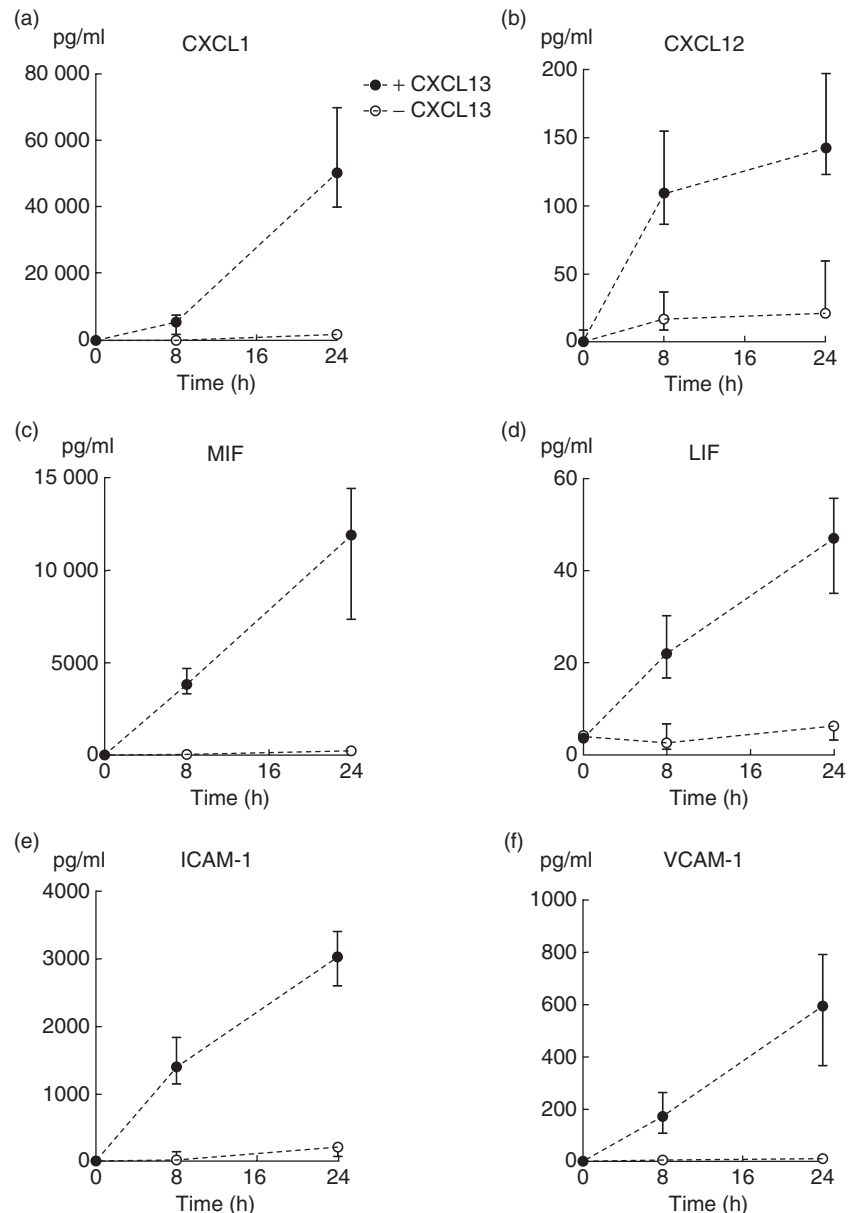 (a)
pg/ml
CXCL1
80 000
60 000
40 000
20 000
0
0 8 16 24
Time (h)
+ CXCL13
− CXCL13
(b)
pg/ml
CXCL12
200
150
100
50
0
0 8 16 24
Time (h)
(c)
pg/ml
MIF
15 000
10 000
5000
0
0 8 16 24
Time (h)
(d)
pg/ml
LIF
60
40
20
0
0 8 16 24
Time (h)
(e)
pg/ml
ICAM-1
4000
3000
2000
1000
0
0 8 16 24
Time (h)
(f)
pg/ml
VCAM-1
1000
800
600
400
200
0
0 8 16 24
Time (h)